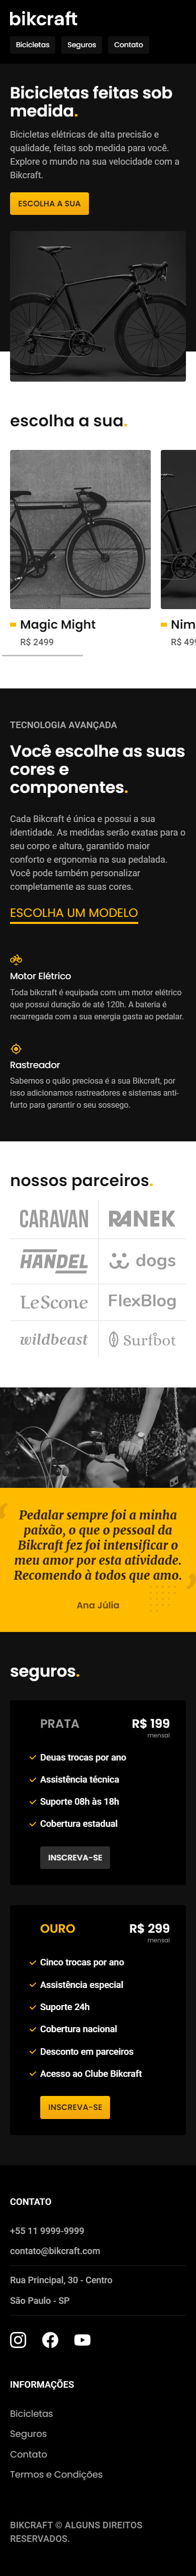 bikcraft
Bicicletas Seguros Contato
Bicicletas feitas sob
medida.
Bicicletas elétricas de alta precisão e
qualidade, feitas sob medida para você.
Explore o mundo na sua velocidade com a
Bikcraft.
ESCOLHA A SUA
escolha a sua.
Magic Might
R$ 2499
Nim
R$ 499
TECNOLOGIA AVANÇADA
Você escolhe as suas
cores e
componentes.
Cada Bikcraft é única e possui a sua
identidade. As medidas serão exatas para o
seu corpo e altura, garantido maior
conforto e ergonomia na sua pedalada.
Você pode também personalizar
completamente as suas cores.
ESCOLHA UM MODELO
Motor Elétrico
Toda bikcraft é equipada com um motor elétrico
que possui duração de até 120h. A bateria é
recarregada com a sua energia gasta ao pedalar.
Rastreador
Sabemos o quão preciosa é a sua Bikcraft, por
isso adicionamos rastreadores e sistemas anti-
furto para garantir o seu sossego.
nossos parceiros.
CARAVAN RANEK
HANDEL dogs
LeScone FlexBlog
wildbeast Surfbot
Pedalar sempre foi a minha
paixão, o que o pessoal da
Bikcraft fez foi intensificar o
meu amor por esta atividade.
Recomendo à todos que amo.
Ana Júlia
seguros.
PRATA R$ 199
mensal
Deuas trocas por ano
Assistência técnica
Suporte 08h às 18h
Cobertura estadual
INSCREVA-SE
OURO R$ 299
mensal
Cinco trocas por ano
Assistência especial
Suporte 24h
Cobertura nacional
Desconto em parceiros
Acesso ao Clube Bikcraft
INSCREVA-SE
CONTATO
+55 11 9999-9999
contato@bikcraft.com
Rua Principal, 30 - Centro
São Paulo - SP
INFORMAÇÕES
Bicicletas
Seguros
Contato
Termos e Condições
BIKCRAFT © ALGUNS DIREITOS
RESERVADOS.